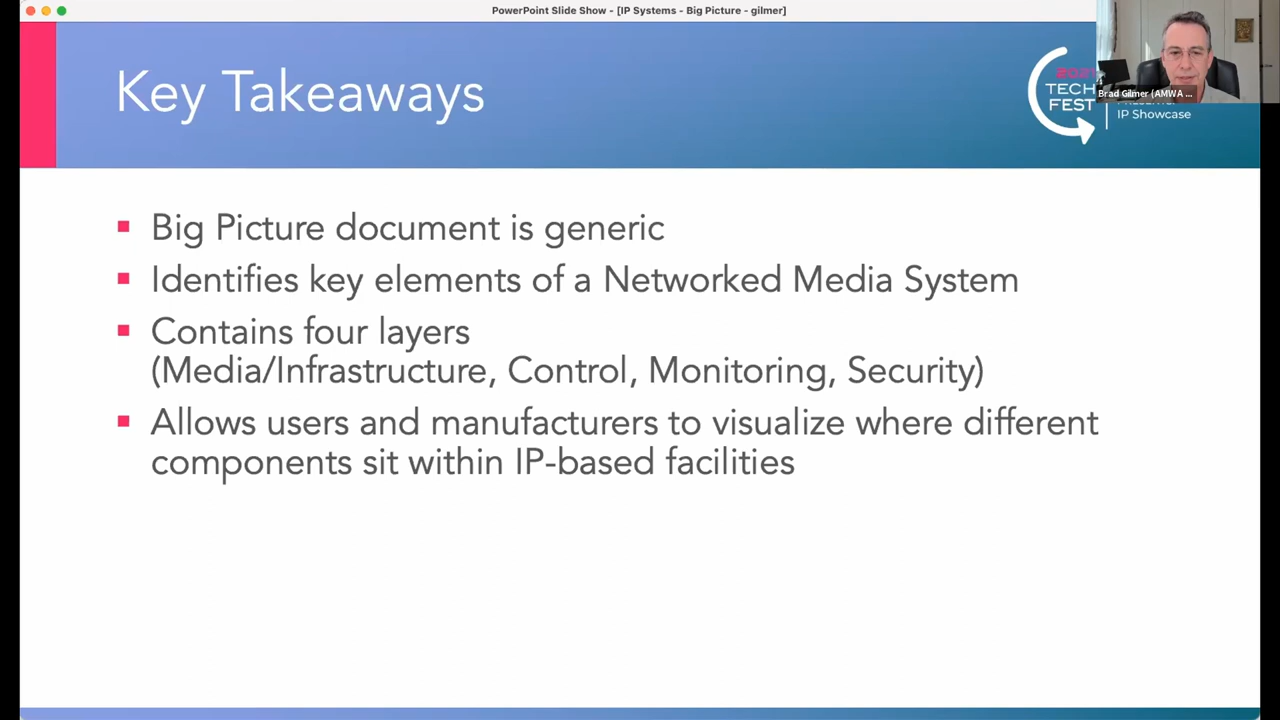 PowerPoint Slide Show - [IP Systems - Big Picture - gilmer]
Key Takeaways
2021
TECH
FEST
Brad Gilmer (AMWA ...
IP Showcase
Big Picture document is generic
Identifies key elements of a Networked Media System
Contains four layers
(Media/Infrastructure, Control, Monitoring, Security)
Allows users and manufacturers to visualize where different
components sit within IP-based facilities